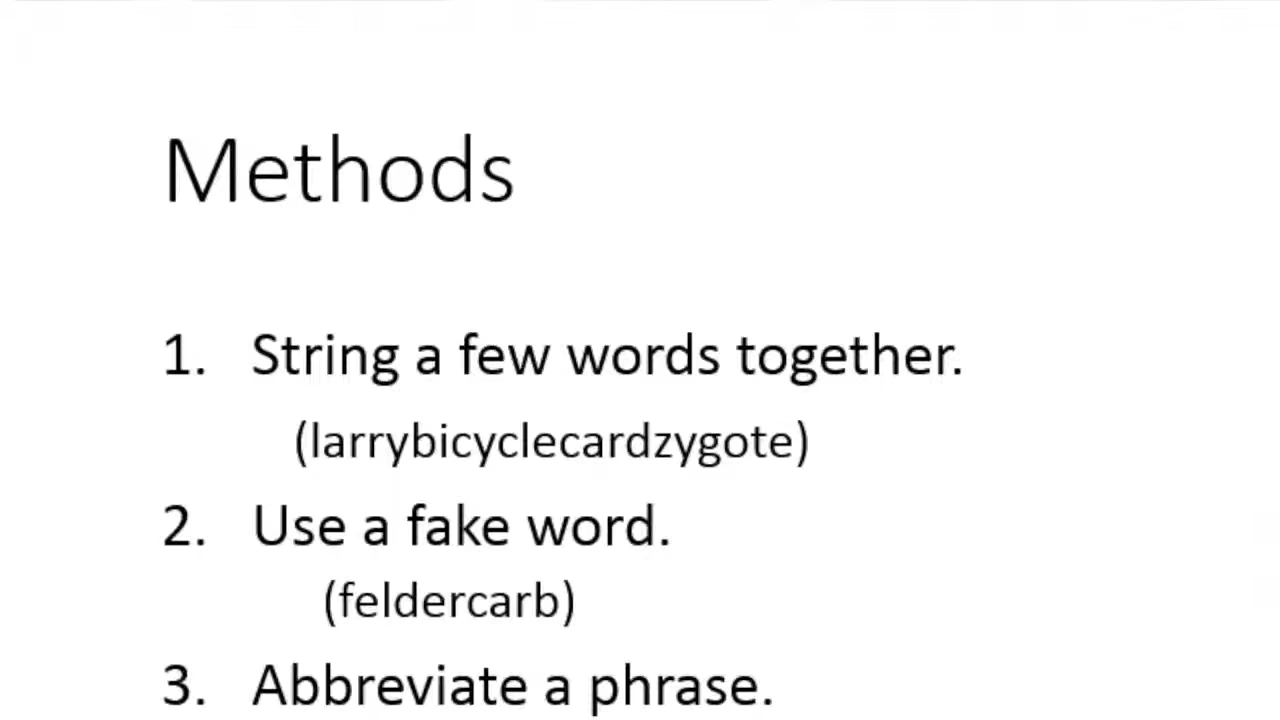 Methods
1. String a few words together.
(larrybicyclecardzygote)
2. Use a fake word.
(feldercarb)
3. Abbreviate a phrase.